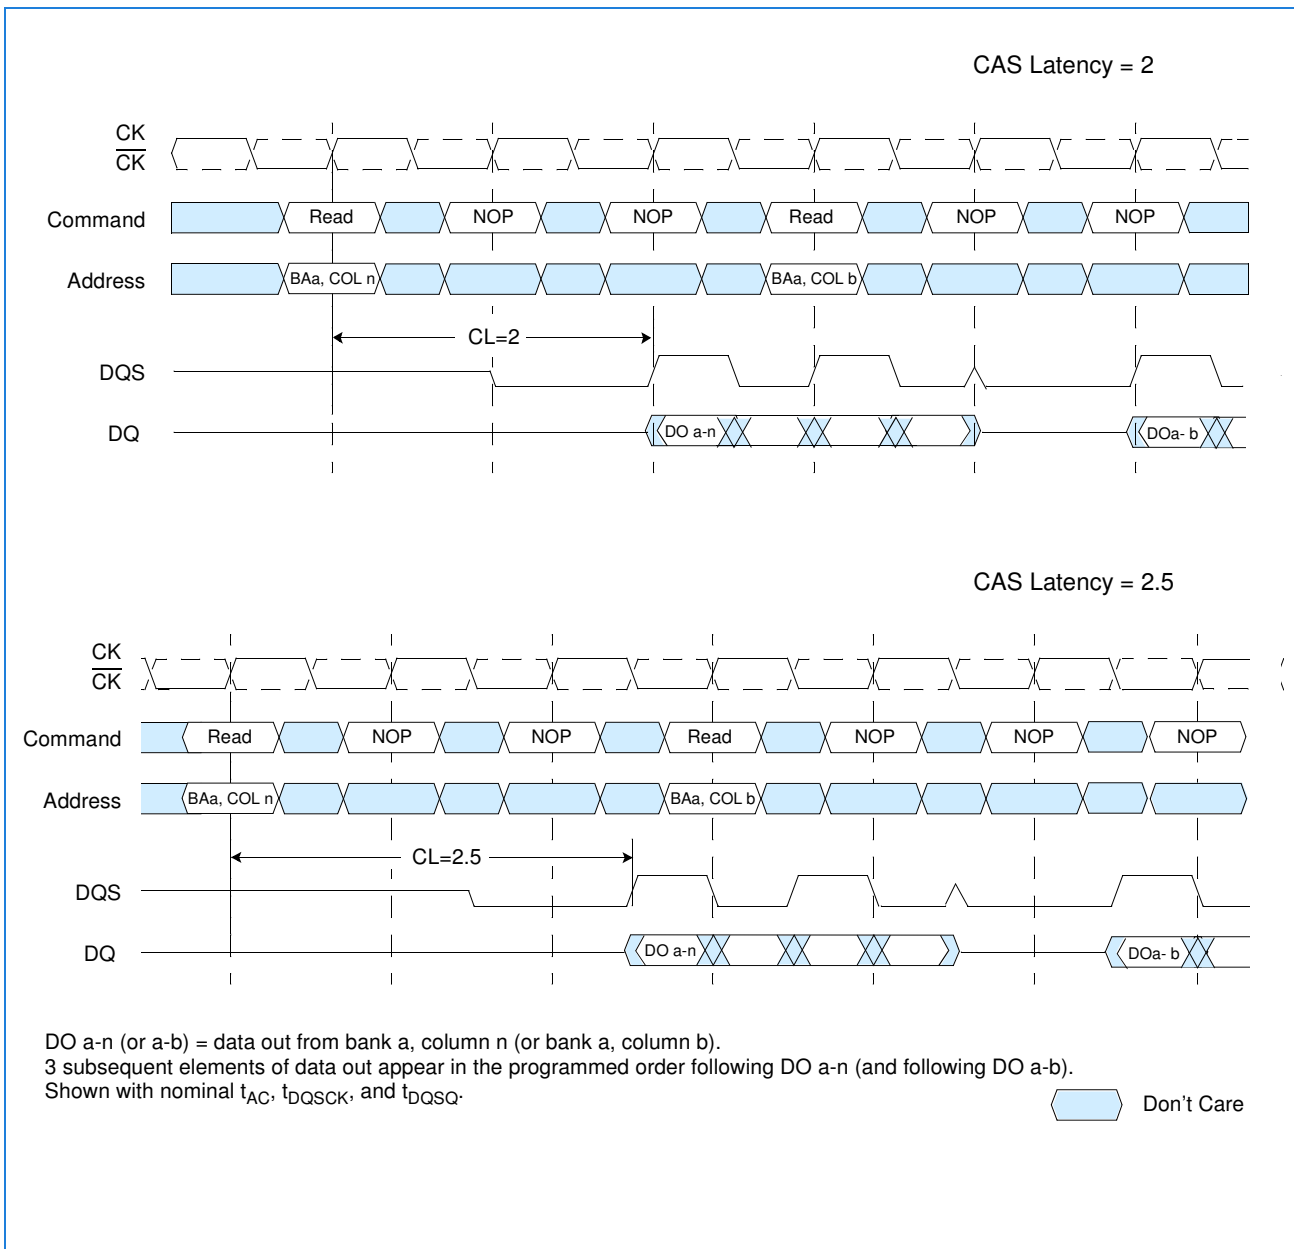 CAS Latency = 2
CK
CK
Command Read NOP NOP Read NOP NOP
Address BAa, COL n BAa, COL b
CL=2
DQS
DQ DO a-n DOa- b
CAS Latency = 2.5
CK
CK
Command Read NOP NOP Read NOP NOP NOP
Address BAa, COL n BAa, COL b
CL=2.5
DQS
DQ DO a-n DOa- b
DO a-n (or a-b) = data out from bank a, column n (or bank a, column b).
3 subsequent elements of data out appear in the programmed order following DO a-n (and following DO a-b).
Shown with nominal tAC, tDQSCK, and tDQSQ.
Don't Care